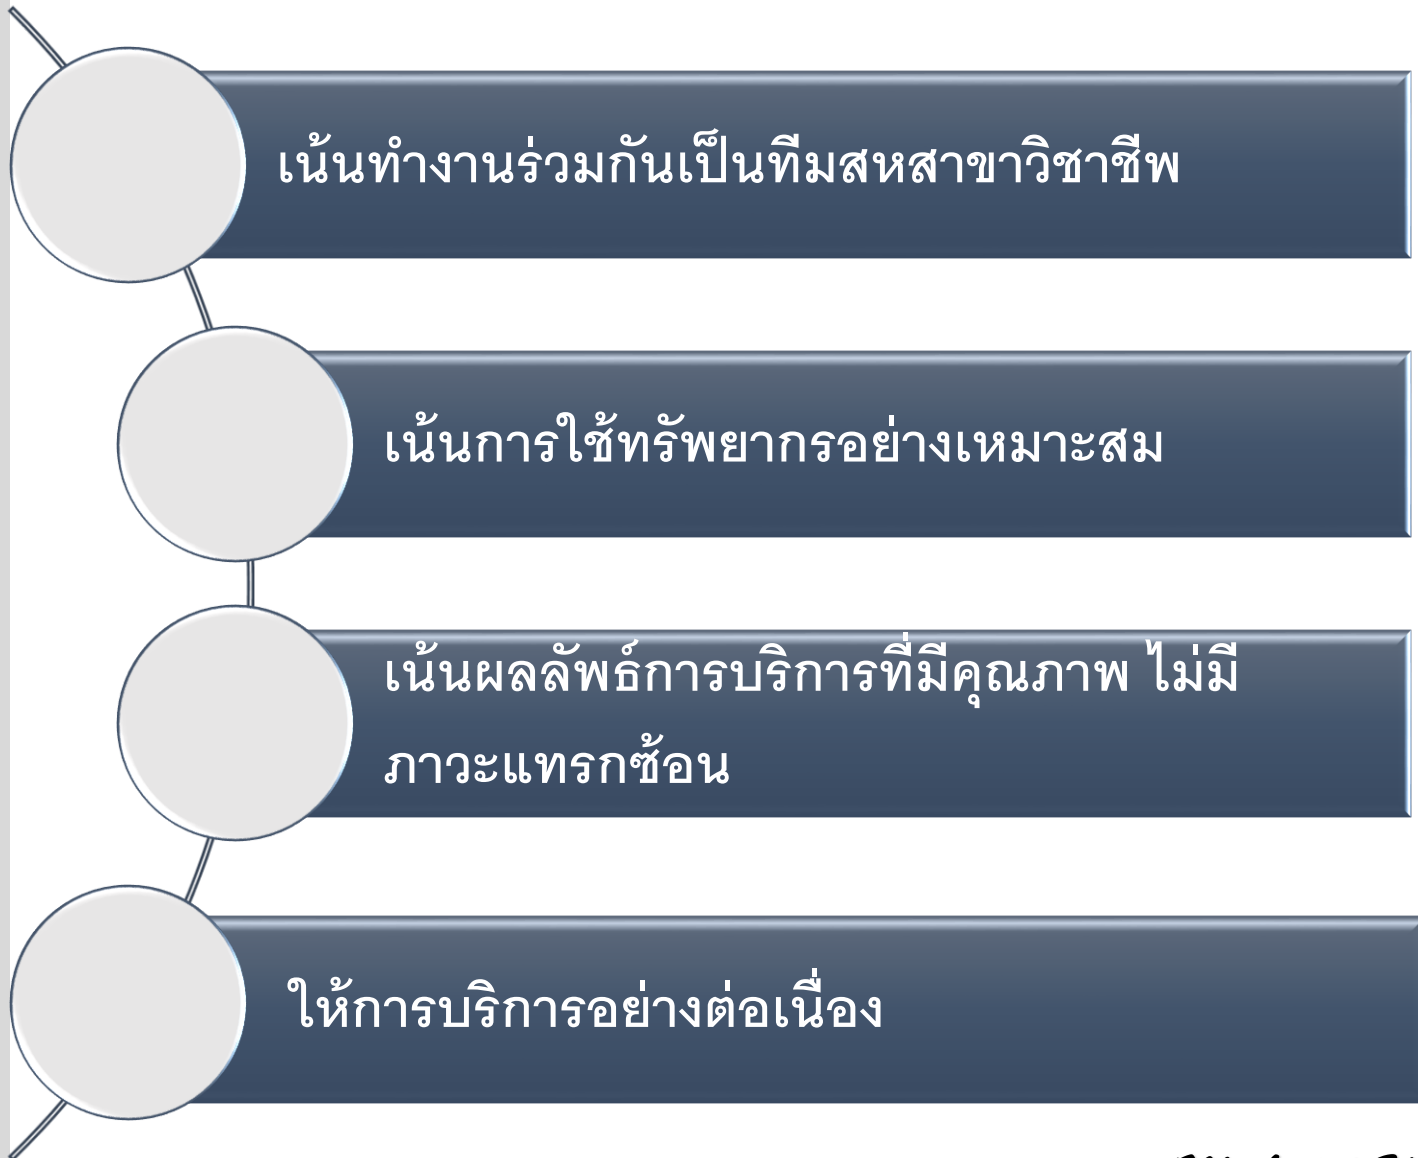 เน้นทำงานร่วมกันเป็นทีมสหสาขาวิชาชีพ
เน้นการใช้ทรัพยากรอย่างเหมาะสม
เน้นผลลัพธ์การบริการที่มีคุณภาพ ไม่มี
ภาวะแทรกซ้อน
ให้การบริการอย่างต่อเนื่อง